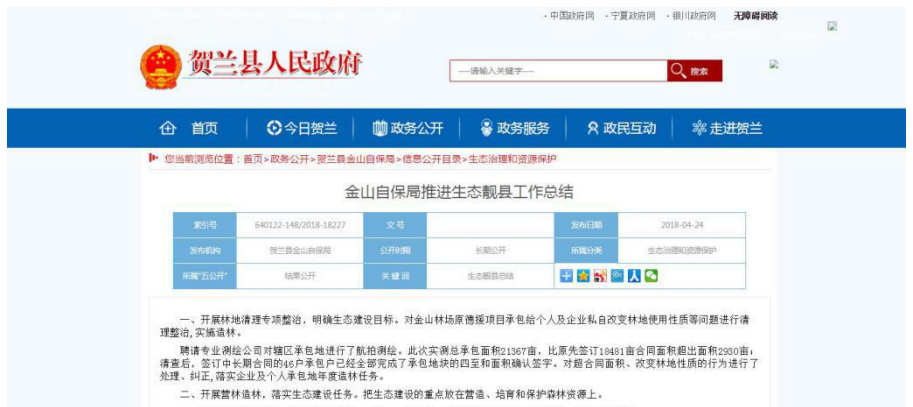 ·中国政府网 ·宁夏政府网 ·银川政府网 无障碍阅读
贺兰县人民政府
----请输入关键字----
搜索
首页 今日贺兰 政务公开 政务服务 政民互动 走进贺兰
您当前浏览位置：首页>政务公开>贺兰县金山自保局>信息公开目录>生态治理和资源保护
金山自保局推进生态靓县工作总结
索引号 640122-148/2018-18227 文号 发布日期 2018-04-24
发布机构 贺兰县金山自保局 公开时限 长期公开 所属分类 生态治理和资源保护
所属"五公开" 结果公开 关键词 生态靓县总结
一、开展林地清理专项整治，明确生态建设目标。对金山林场原德援项目承包给个人及企业私自改变林地使用性质等问题进行清
理整治,实施造林。
聘请专业测绘公司对辖区承包地进行了航拍测绘。此次实测总承包面积21367亩，比原先签订18481亩合同面积超出面积2930亩；
清查后，签订中长期合同的46户承包户已经全部完成了承包地块的四至和面积确认签字。对超合同面积、改变林地性质的行为进行了
处理、纠正,落实企业及个人承包地年度造林任务。
二、开展营林造林，落实生态建设任务。把生态建设的重点放在营造、培育和保护森林资源上。